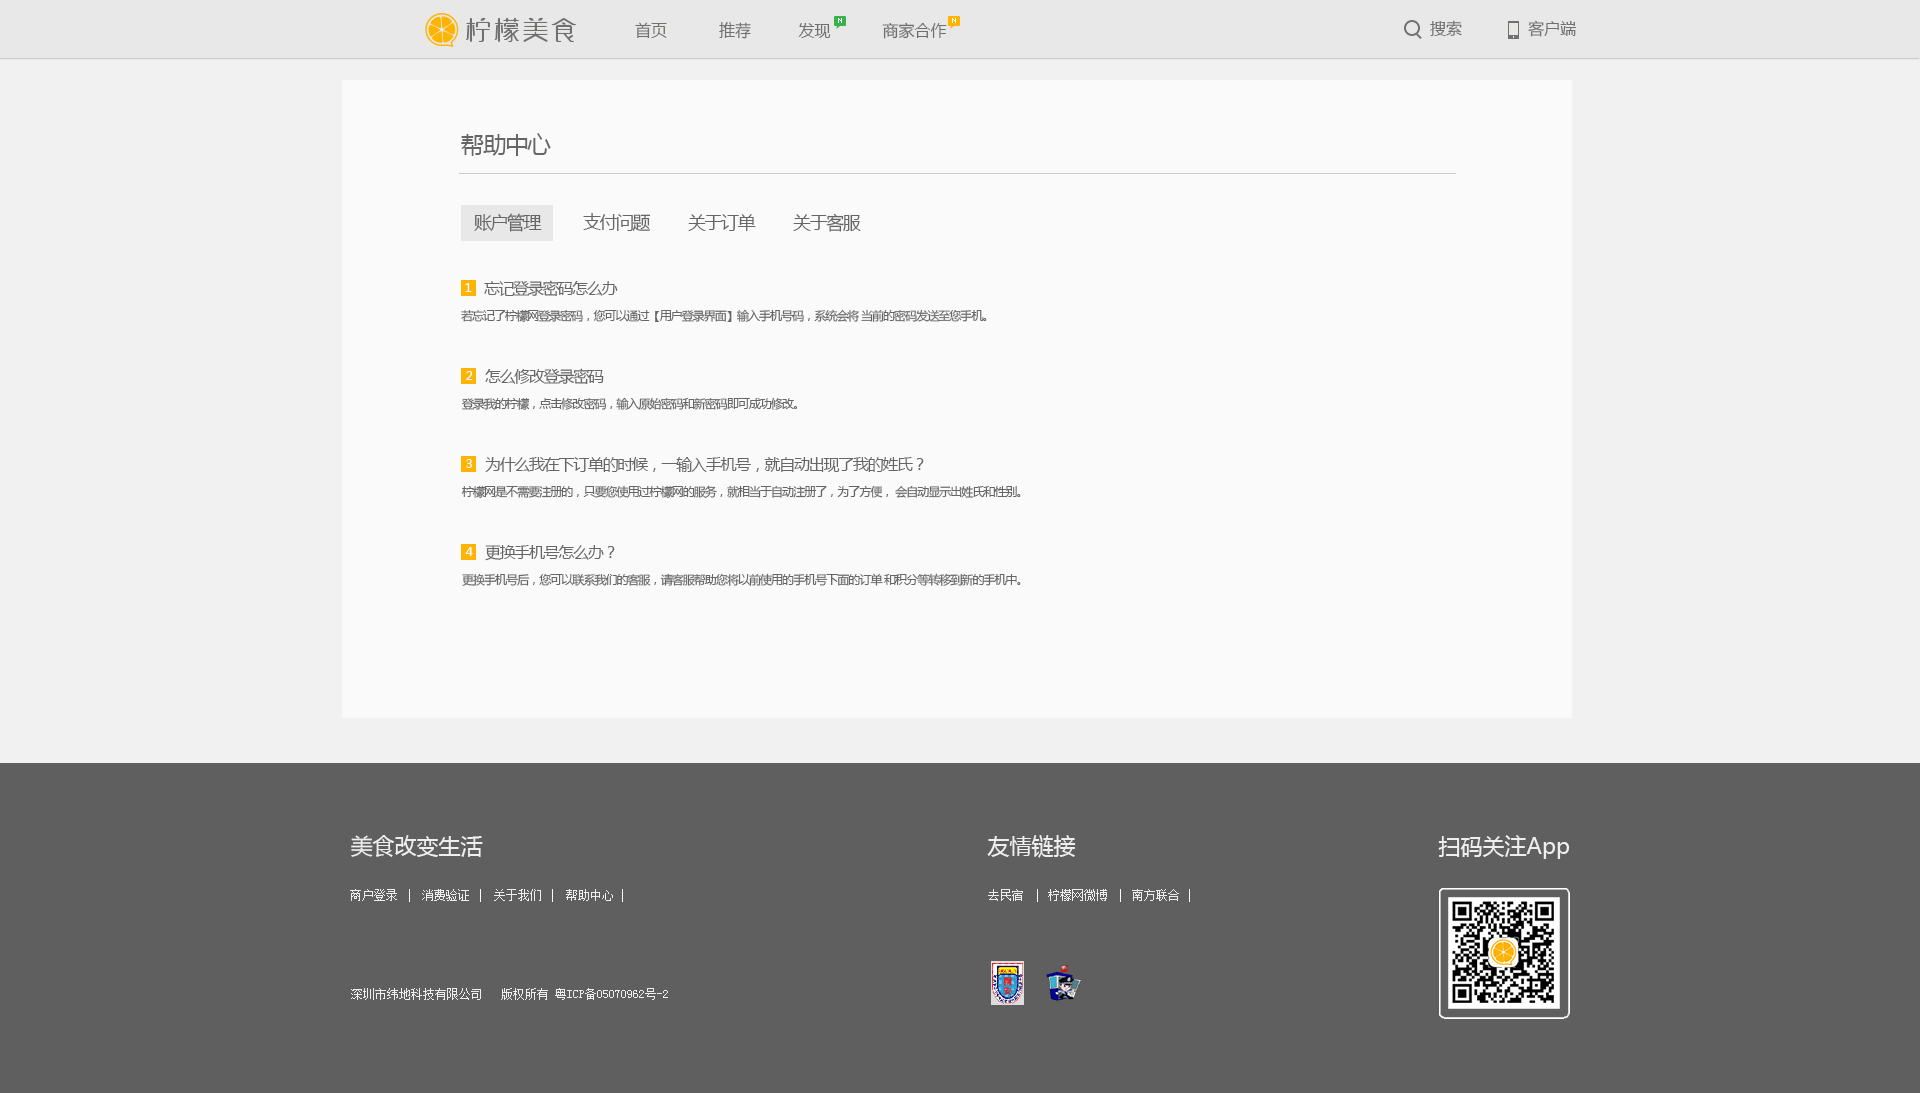 柠檬美食 首页 推荐 发现 N 商家合作 N 搜索 客户端
帮助中心
账户管理 支付问题 关于订单 关于客服
1 忘记登录密码怎么办
若忘记了柠檬网登录密码，您可以通过【用户登录界面】输入手机号码，系统会将 当前的密码发送至您手机。
2 怎么修改登录密码
登录我的柠檬，点击修改密码，输入原始密码和新密码即可成功修改。
3 为什么我在下订单的时候，一输入手机号，就自动出现了我的姓氏？
柠檬网是不需要注册的，只要您使用过柠檬网的服务，就相当于自动注册了，为了方便， 会自动显示出姓氏和性别。
4 更换手机号怎么办？
更换手机号后，您可以联系我们的客服，请客服帮助您将以前使用的手机号下面的订单 和积分等转移到新的手机中。
美食改变生活 友情链接 扫码关注App
商户登录 | 消费验证 | 关于我们 | 帮助中心 | 去民宿 | 柠檬网微博 | 南方联合 |
深圳市纬地科技有限公司 版权所有 粤ICP备05070962号-2